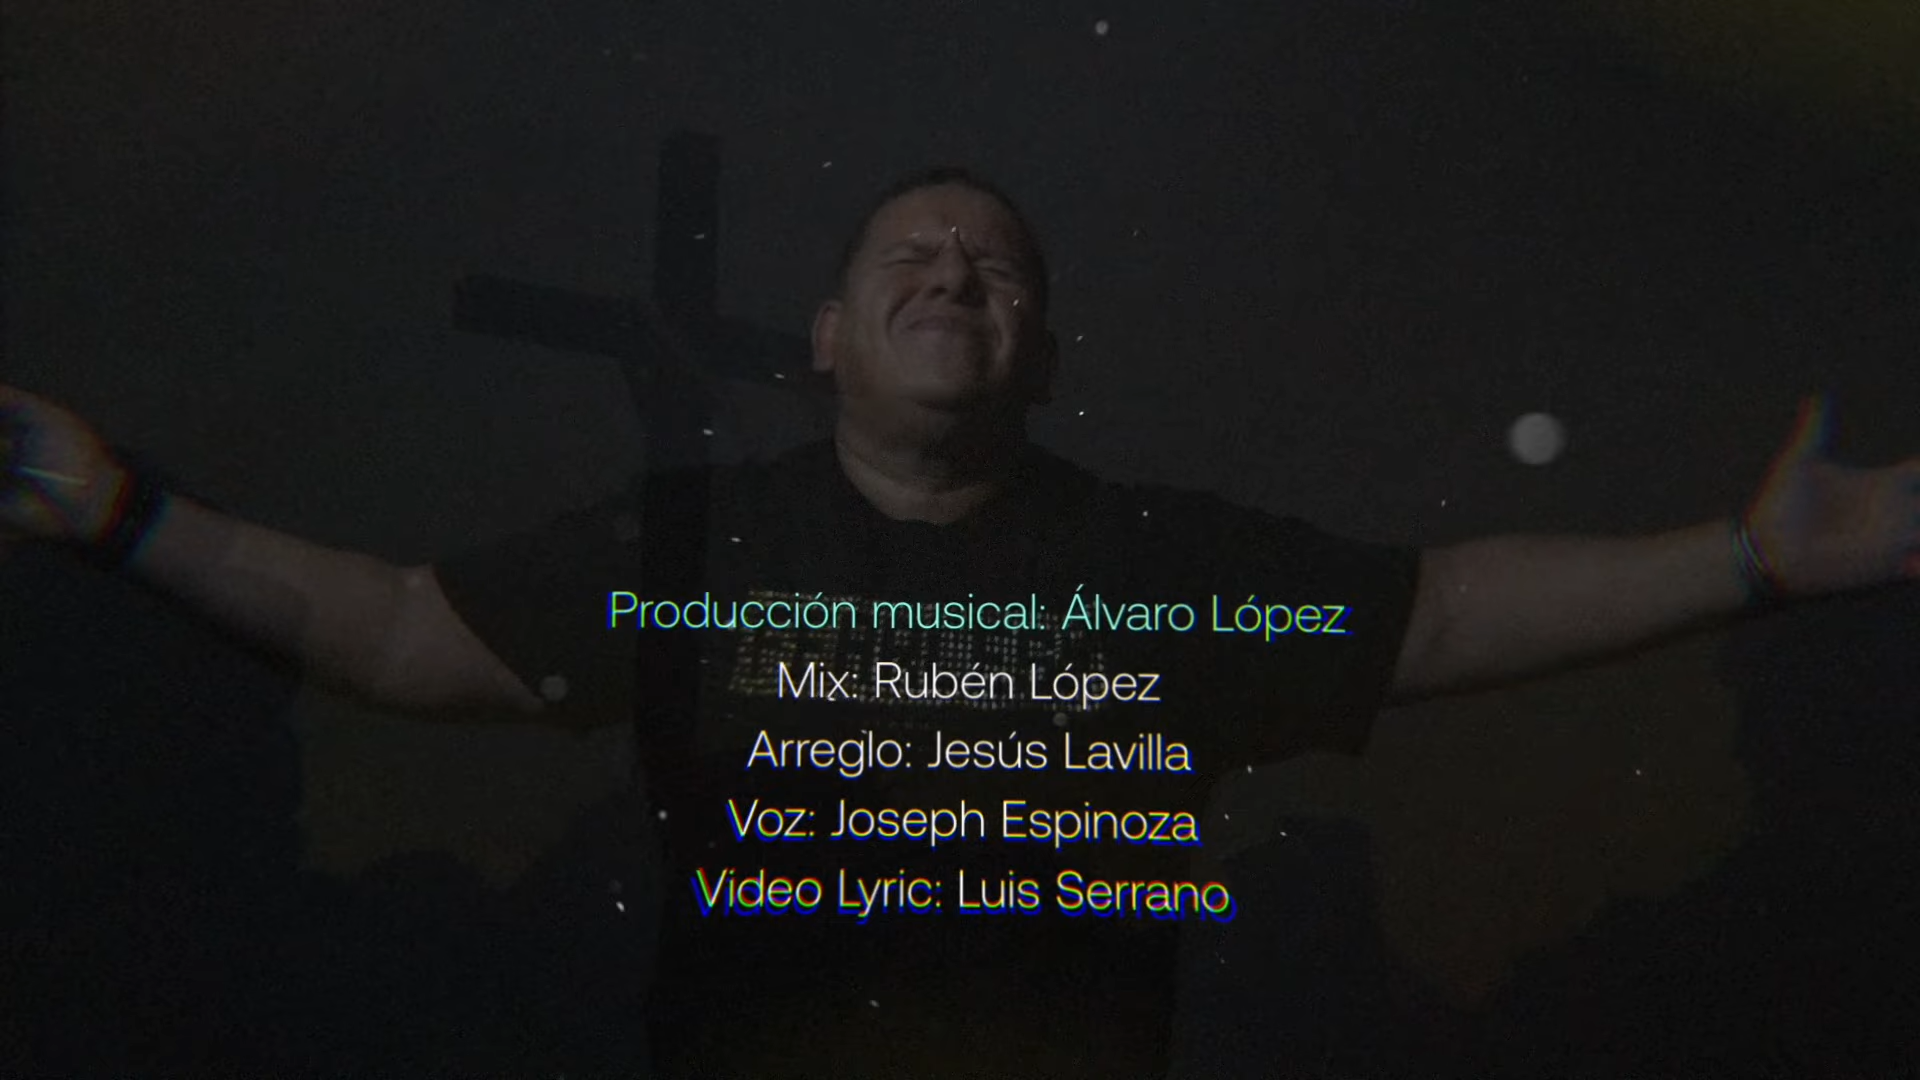 Producción musical: Álvaro López
Mix: Rubén López
Arreglo: Jesús Lavilla
Voz: Joseph Espinoza
Video Lyric: Luis Serrano